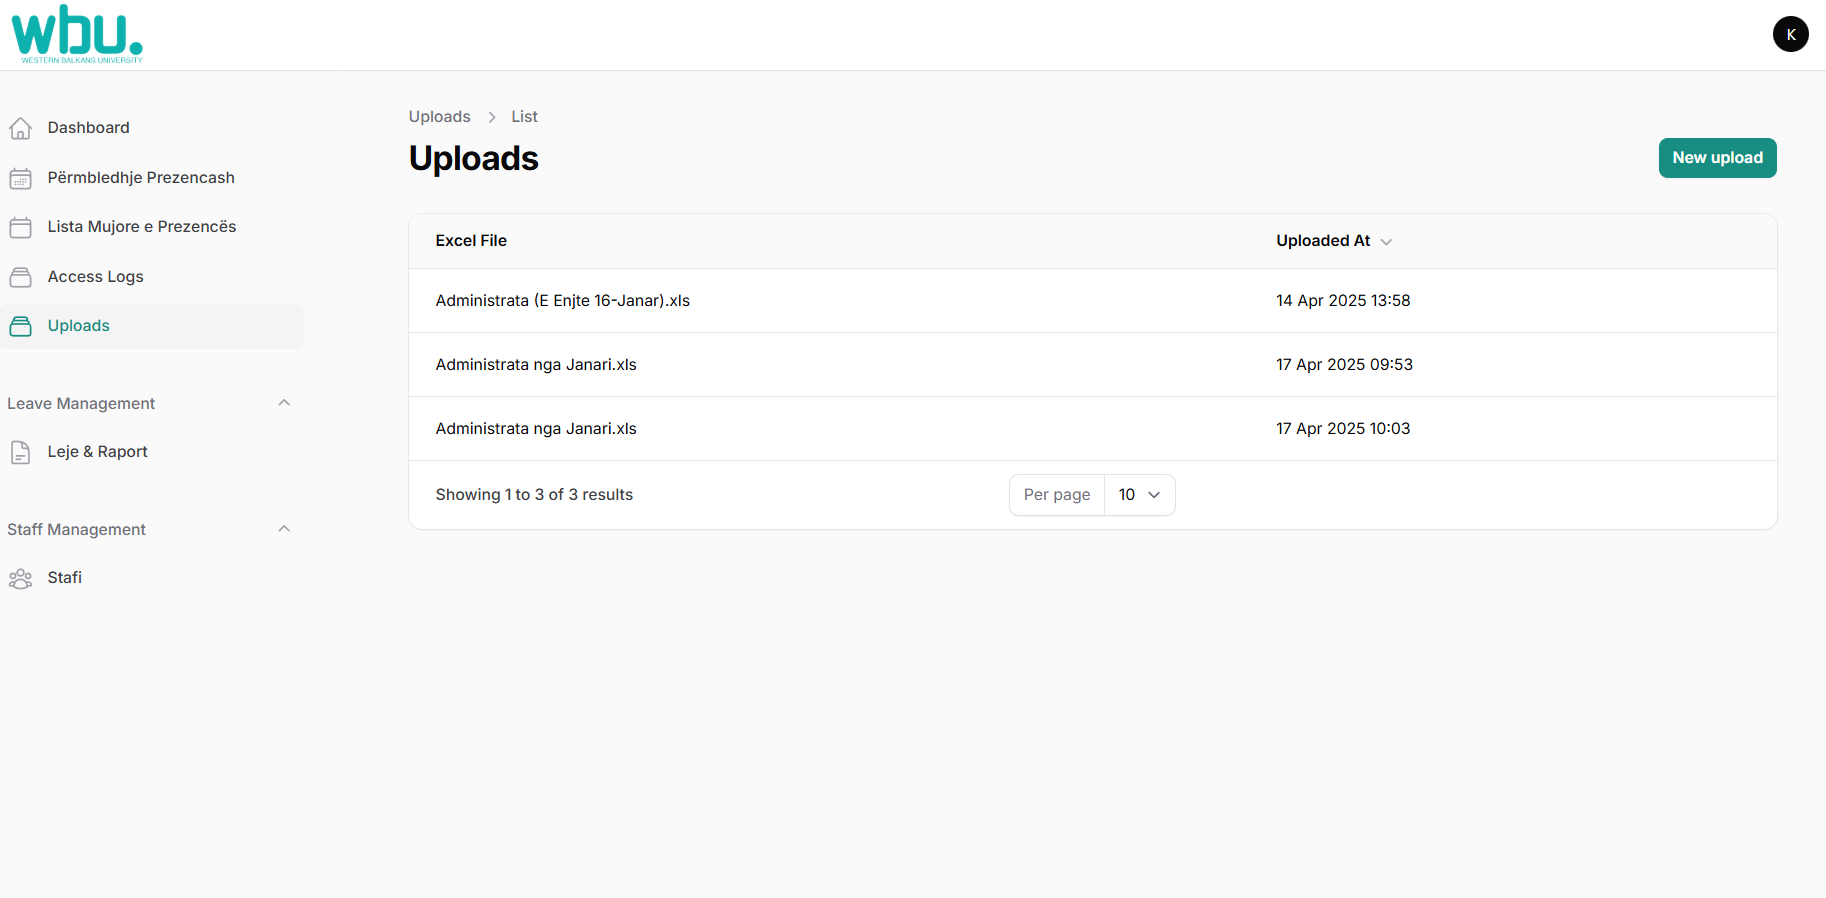 wbu.
WESTERN BALKANS UNIVERSITY
K
Dashboard
Përmbledhje Prezencash
Lista Mujore e Prezencës
Access Logs
Uploads
Leave Management
Leje & Raport
Staff Management
Stafi
Uploads > List
Uploads
New upload
Excel File Uploaded At
Administrata (E Enjte 16-Janar).xls 14 Apr 2025 13:58
Administrata nga Janari.xls 17 Apr 2025 09:53
Administrata nga Janari.xls 17 Apr 2025 10:03
Showing 1 to 3 of 3 results Per page 10